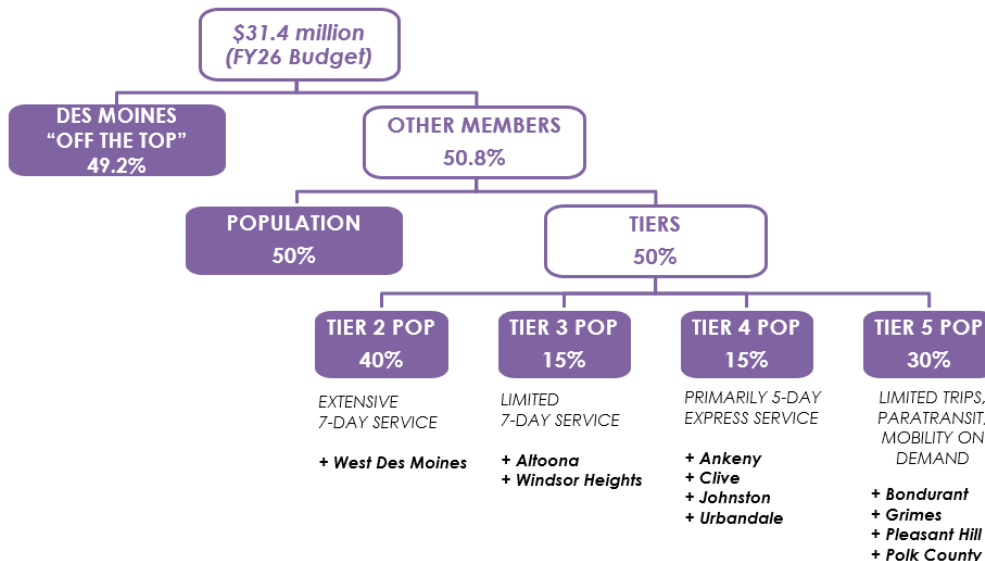 $31.4 million
(FY26 Budget)
DES MOINES
“OFF THE TOP”
49.2%
OTHER MEMBERS
50.8%
POPULATION
50%
TIERS
50%
TIER 2 POP
40%
EXTENSIVE
7-DAY SERVICE
+ West Des Moines
TIER 3 POP
15%
LIMITED
7-DAY SERVICE
+ Altoona
+ Windsor Heights
TIER 4 POP
15%
PRIMARILY 5-DAY
EXPRESS SERVICE
+ Ankeny
+ Clive
+ Johnston
+ Urbandale
TIER 5 POP
30%
LIMITED TRIPS,
PARATRANSIT,
MOBILITY ON
DEMAND
+ Bondurant
+ Grimes
+ Pleasant Hill
+ Polk County